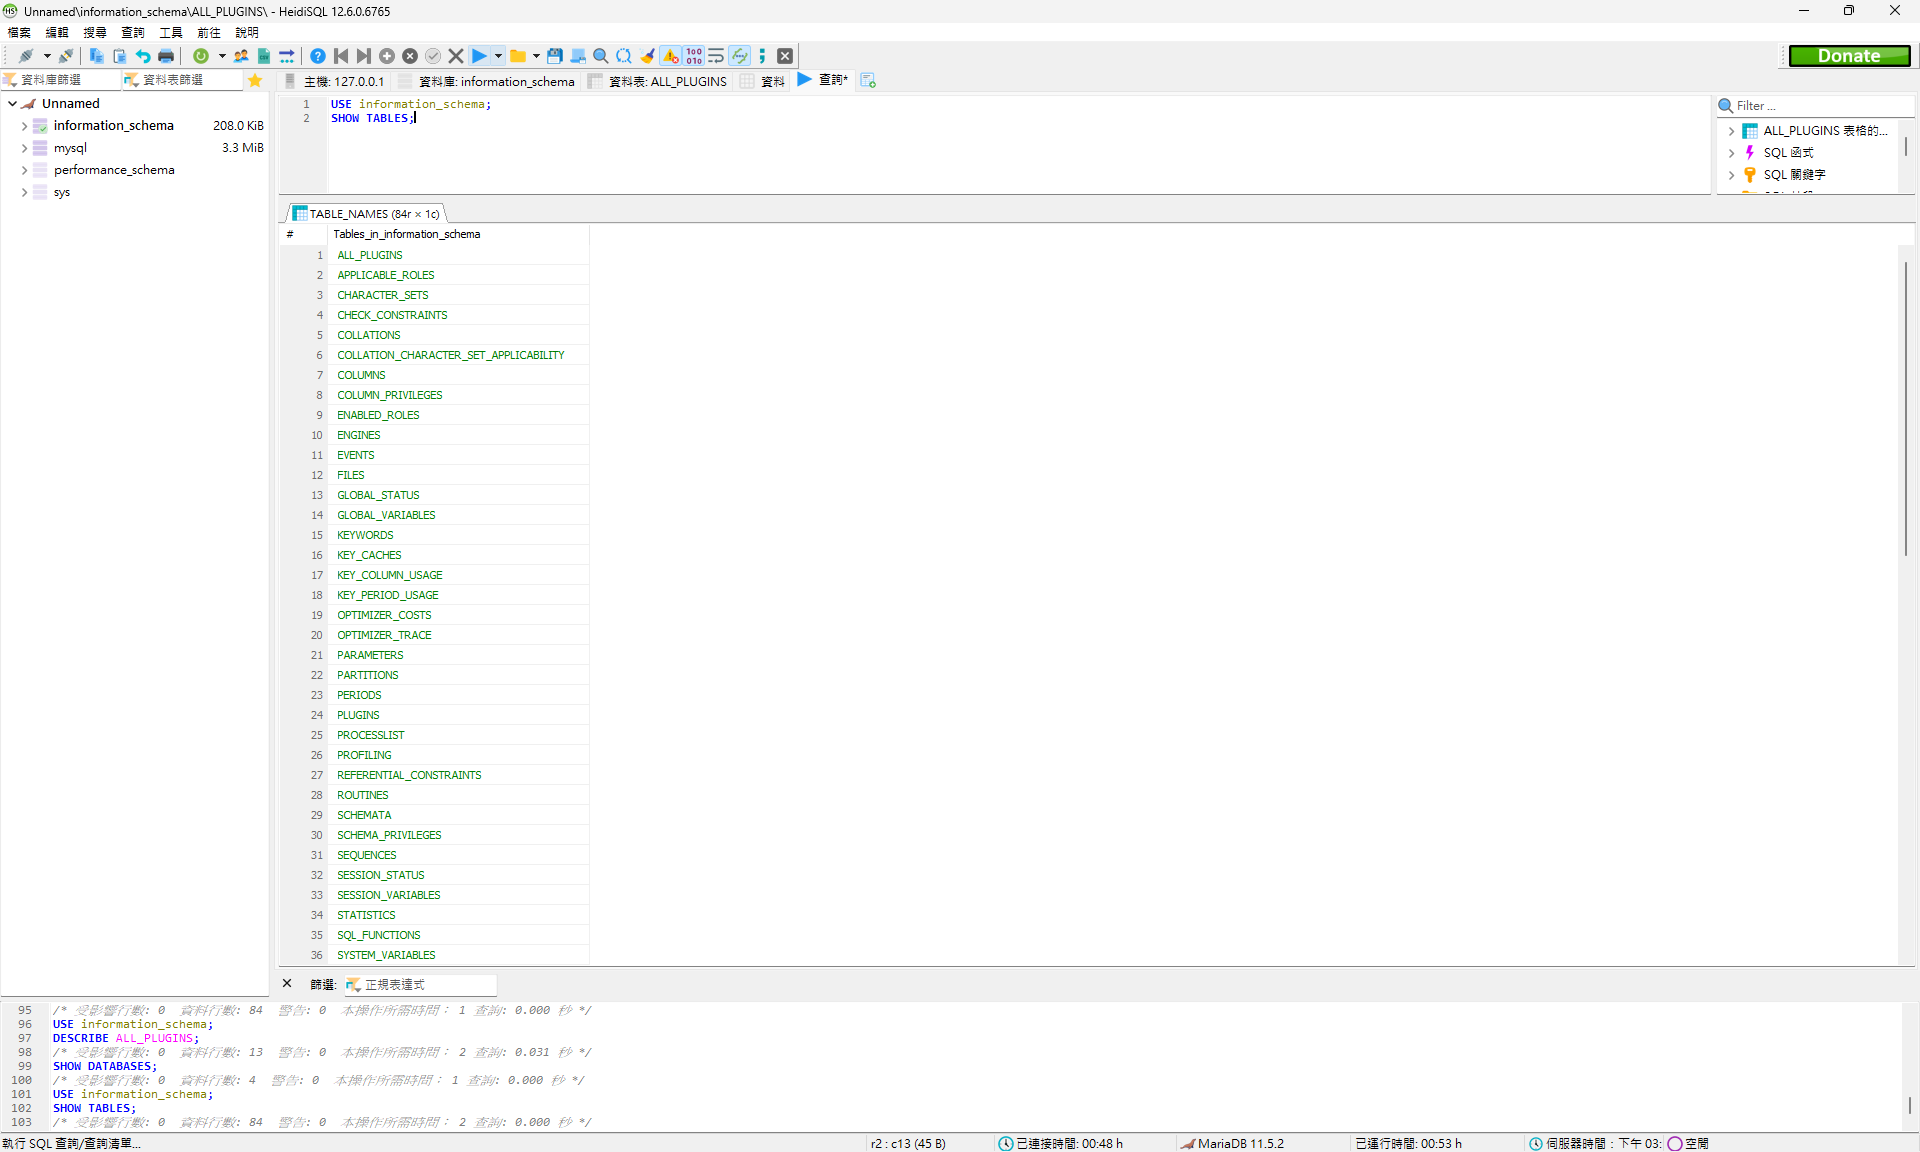 Unnamed\information_schema\ALL_PLUGINS\ - HeidiSQL 12.6.0.6765
檔案 編輯 搜尋 查詢 工具 前往 說明
Donate
資料庫篩選 資料表篩選
主機: 127.0.0.1 資料庫: information_schema 資料表: ALL_PLUGINS 資料 查詢*
Unnamed
information_schema 208.0 KiB
mysql 3.3 MiB
performance_schema
sys
1 USE information_schema;
2 SHOW TABLES;
Filter ...
ALL_PLUGINS 表格的...
SQL 函式
SQL 關鍵字
TABLE_NAMES (84r × 1c)
# Tables_in_information_schema
1 ALL_PLUGINS
2 APPLICABLE_ROLES
3 CHARACTER_SETS
4 CHECK_CONSTRAINTS
5 COLLATIONS
6 COLLATION_CHARACTER_SET_APPLICABILITY
7 COLUMNS
8 COLUMN_PRIVILEGES
9 ENABLED_ROLES
10 ENGINES
11 EVENTS
12 FILES
13 GLOBAL_STATUS
14 GLOBAL_VARIABLES
15 KEYWORDS
16 KEY_CACHES
17 KEY_COLUMN_USAGE
18 KEY_PERIOD_USAGE
19 OPTIMIZER_COSTS
20 OPTIMIZER_TRACE
21 PARAMETERS
22 PARTITIONS
23 PERIODS
24 PLUGINS
25 PROCESSLIST
26 PROFILING
27 REFERENTIAL_CONSTRAINTS
28 ROUTINES
29 SCHEMATA
30 SCHEMA_PRIVILEGES
31 SEQUENCES
32 SESSION_STATUS
33 SESSION_VARIABLES
34 STATISTICS
35 SQL_FUNCTIONS
36 SYSTEM_VARIABLES
篩選: 正規表達式
95 /* 受影響行數: 0 資料行數: 84 警告: 0 本操作所需時間： 1 查詢: 0.000 秒 */
96 USE information_schema;
97 DESCRIBE ALL_PLUGINS;
98 /* 受影響行數: 0 資料行數: 13 警告: 0 本操作所需時間： 2 查詢: 0.031 秒 */
99 SHOW DATABASES;
100 /* 受影響行數: 0 資料行數: 4 警告: 0 本操作所需時間： 1 查詢: 0.000 秒 */
101 USE information_schema;
102 SHOW TABLES;
103 /* 受影響行數: 0 資料行數: 84 警告: 0 本操作所需時間： 2 查詢: 0.000 秒 */
執行 SQL 查詢/查詢清單... r2 : c13 (45 B) 已連接時間: 00:48 h MariaDB 11.5.2 已運行時間: 00:53 h 伺服器時間：下午 03: 空閒